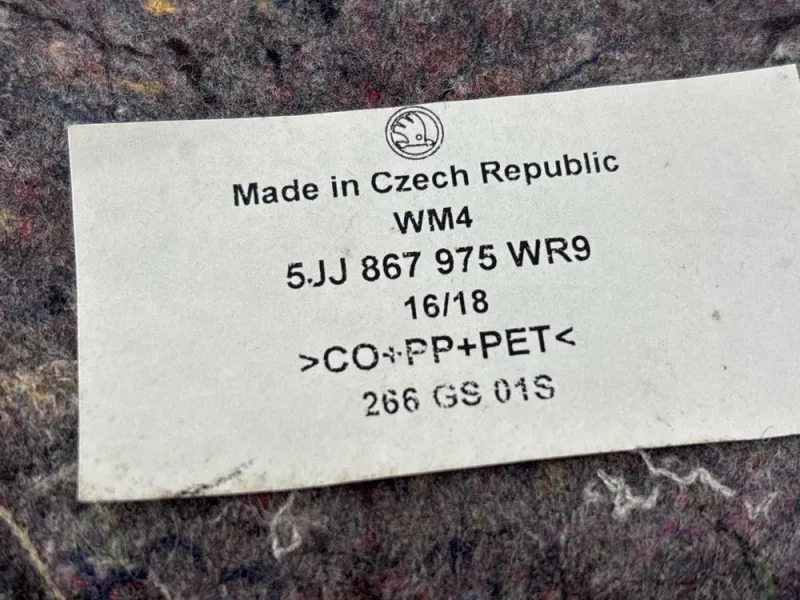 Made in Czech Republic
WM4
5JJ 867 975 WR9
16/18
>CO+PP+PET<
266 GS 01S